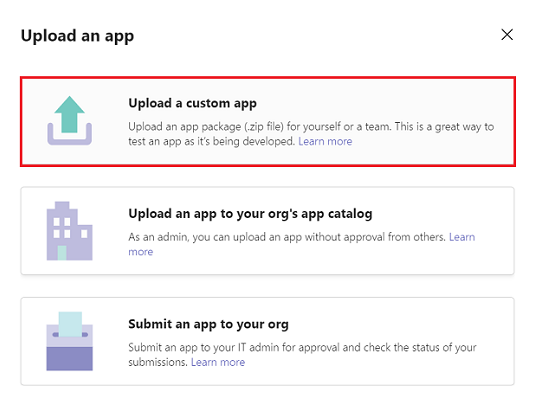 Upload an app
Upload a custom app
Upload an app package (.zip file) for yourself or a team. This is a great way to
test an app as it's being developed. Learn more
Upload an app to your org's app catalog
As an admin, you can upload an app without approval from others. Learn
more
Submit an app to your org
Submit an app to your IT admin for approval and check the status of your
submissions. Learn more